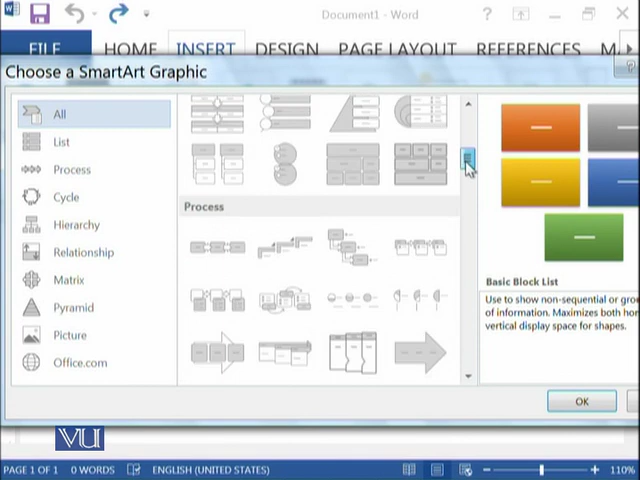 Document1 - Word
FILE HOME INSERT DESIGN PAGE LAYOUT REFERENCES
Choose a SmartArt Graphic
All
List
Process
Cycle
Hierarchy
Relationship
Matrix
Pyramid
Picture
Office.com
Process
Basic Block List
Use to show non-sequential or gro
of information. Maximizes both hor
vertical display space for shapes.
OK
VU
PAGE 1 OF 1 0 WORDS ENGLISH (UNITED STATES) 110%